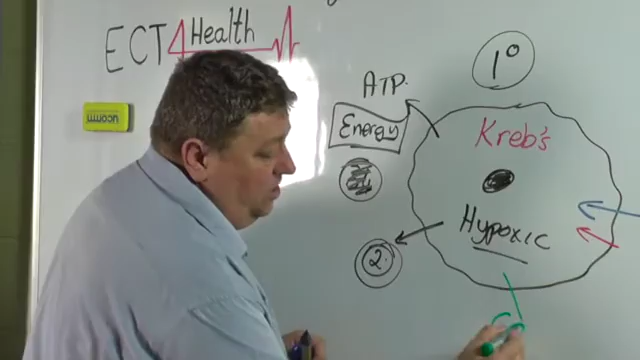 ECT4Health
1°
ATP.
Energy
Kreb's
Hypoxic
2.